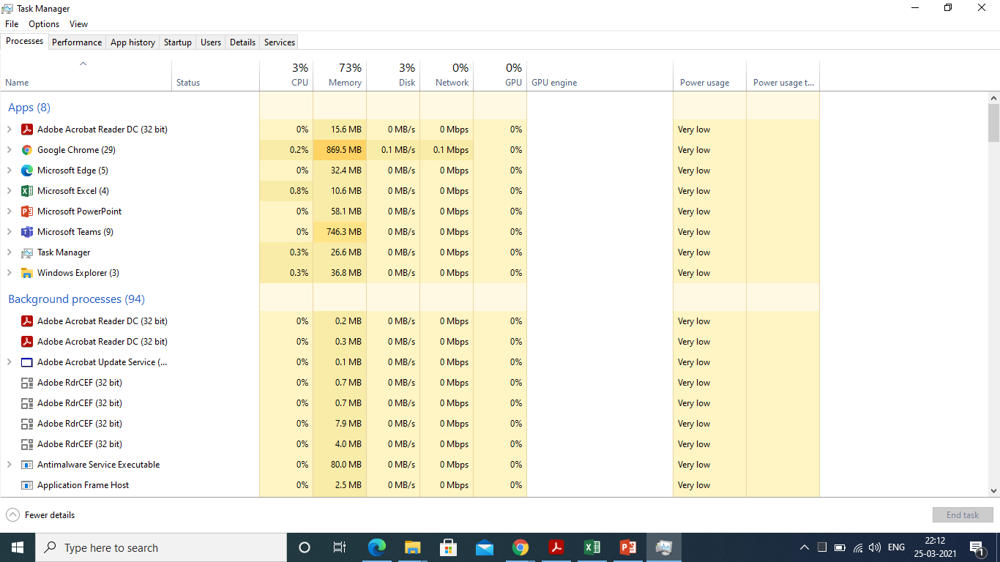 Task Manager
File Options View
Processes Performance App history Startup Users Details Services
3% 73% 3% 0% 0%
Name Status CPU Memory Disk Network GPU GPU engine Power usage Power usage t...
Apps (8)
Adobe Acrobat Reader DC (32 bit) 0% 15.6 MB 0 MB/s 0 Mbps 0% Very low
Google Chrome (29) 0.2% 869.5 MB 0.1 MB/s 0.1 Mbps 0% Very low
Microsoft Edge (5) 0% 32.4 MB 0 MB/s 0 Mbps 0% Very low
Microsoft Excel (4) 0.8% 10.6 MB 0 MB/s 0 Mbps 0% Very low
Microsoft PowerPoint 0% 58.1 MB 0 MB/s 0 Mbps 0% Very low
Microsoft Teams (9) 0% 746.3 MB 0 MB/s 0 Mbps 0% Very low
Task Manager 0.3% 26.6 MB 0 MB/s 0 Mbps 0% Very low
Windows Explorer (3) 0.3% 36.8 MB 0 MB/s 0 Mbps 0% Very low
Background processes (94)
Adobe Acrobat Reader DC (32 bit) 0% 0.2 MB 0 MB/s 0 Mbps 0% Very low
Adobe Acrobat Reader DC (32 bit) 0% 0.3 MB 0 MB/s 0 Mbps 0% Very low
Adobe Acrobat Update Service (... 0% 0.1 MB 0 MB/s 0 Mbps 0% Very low
Adobe RdrCEF (32 bit) 0% 0.7 MB 0 MB/s 0 Mbps 0% Very low
Adobe RdrCEF (32 bit) 0% 0.7 MB 0 MB/s 0 Mbps 0% Very low
Adobe RdrCEF (32 bit) 0% 7.9 MB 0 MB/s 0 Mbps 0% Very low
Adobe RdrCEF (32 bit) 0% 4.0 MB 0 MB/s 0 Mbps 0% Very low
Antimalware Service Executable 0% 80.0 MB 0 MB/s 0 Mbps 0% Very low
Application Frame Host 0% 2.5 MB 0 MB/s 0 Mbps 0% Very low
Fewer details End task
Type here to search ENG 22:12
25-03-2021 1